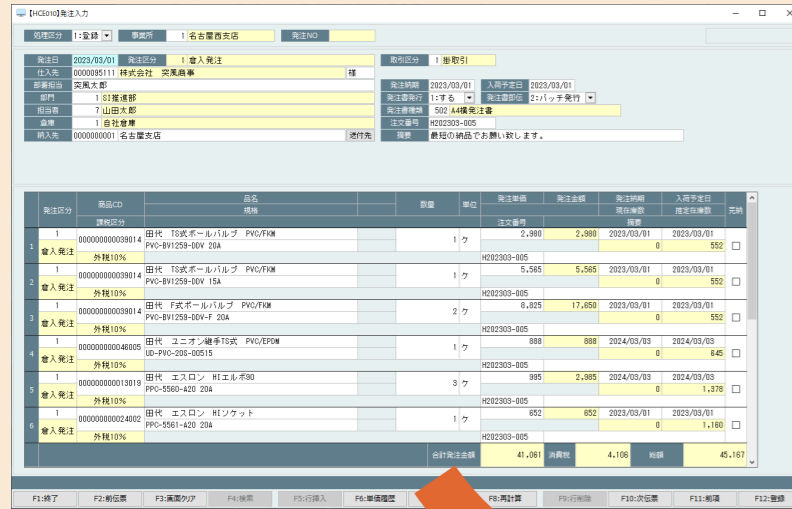 【HCE010】発注入力
処理区分 1:登録 事業所 1 名古屋西支店 発注NO
発注日 2023/03/01 発注区分 1 倉入発注 取引区分 1 掛取引
仕入先 0000095111 株式会社 突風商事 様
部署担当 突風太郎 発注納期 2023/03/01 入荷予定日 2023/03/01
部門 1 SI推進部 発注書発行 1:する 発注書即伝 2:バッチ発行
担当者 7 山田太郎 発注書種類 502 A4横発注書
倉庫 1 自社倉庫 注文番号 H202303-005
納入先 0000000001 名古屋支店 送付先 摘要 最短の納品でお願い致します。
発注区分 商品CD 品名 数量 単位 発注単価 発注金額 発注納期 入荷予定日 完納
規格 現在庫数 推定在庫数
課税区分 注文番号 摘要
1 1 000000000039014 田代 TS式ボールバルブ PVC/FKM 1 ケ 2,980 2,980 2023/03/01 2023/03/01
倉入発注 PVC-BV1259-DDV 20A 0 552
外税10% H202303-005
2 1 000000000039014 田代 TS式ボールバルブ PVC/FKM 1 ケ 5,565 5,565 2023/03/01 2023/03/01
倉入発注 PVC-BV1259-DDV 15A 0 552
外税10% H202303-005
3 1 000000000039014 田代 F式ボールバルブ PVC/FKM 2 ケ 8,825 17,650 2023/03/01 2023/03/01
倉入発注 PVC-BV1259-DDV-F 20A 0 552
外税10% H202303-005
4 1 000000000046005 田代 ユニオン継手TS式 PVC/EPDM 1 ケ 888 888 2024/03/03 2024/03/03
倉入発注 UD-PVC-20S-00515 0 645
外税10% H202303-005
5 1 000000000013019 田代 エスロン HIエルボ90 3 ケ 995 2,985 2024/03/03 2024/03/03
倉入発注 PPC-5560-A20 20A 0 1,378
外税10% H202303-005
6 1 000000000024002 田代 エスロン HIソケット 1 ケ 652 652 2023/03/01 2023/03/01
倉入発注 PPC-5561-A20 20A 0 1,160
外税10% H202303-005
合計発注金額 41,061 消費税 4,106 総額 45,167
F1:終了 F2:前伝票 F3:画面クリア F4:検索 F5:行挿入 F6:単価履歴 F8:再計算 F9:行削除 F10:次伝票 F11:前項 F12:登録